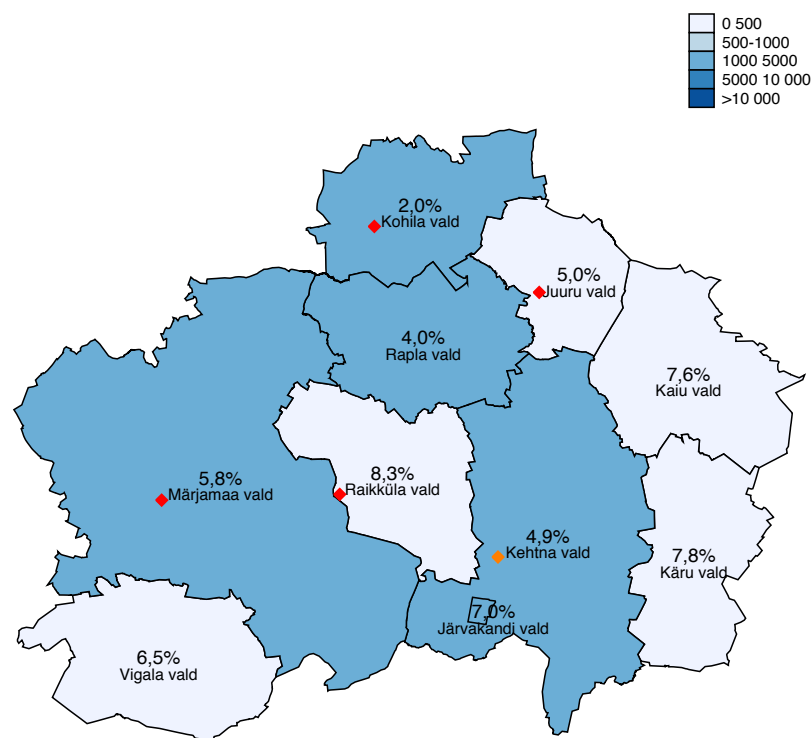 0 500
500-1000
1000 5000
5000 10 000
>10 000
2,0%
Kohila vald
5,0%
Juuru vald
4,0%
Rapla vald
7,6%
Kaiu vald
5,8%
Märjamaa vald
8,3%
Raikküla vald
4,9%
Kehtna vald
7,8%
Käru vald
7,0%
Järvakandi vald
6,5%
Vigala vald